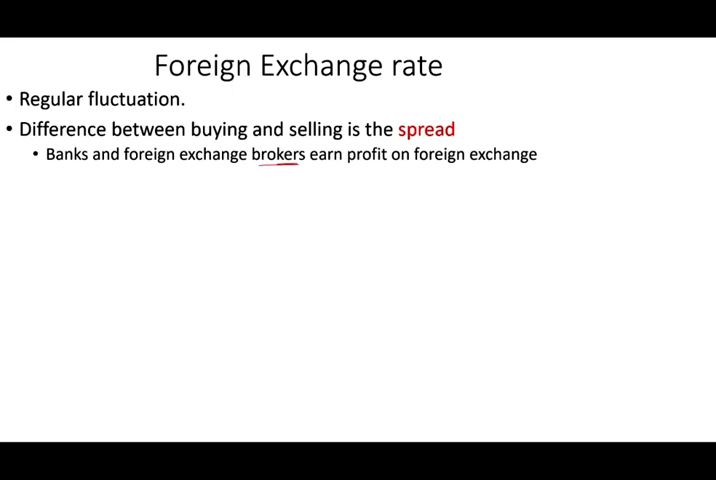 Foreign Exchange rate
• Regular fluctuation.
• Difference between buying and selling is the spread
• Banks and foreign exchange brokers earn profit on foreign exchange